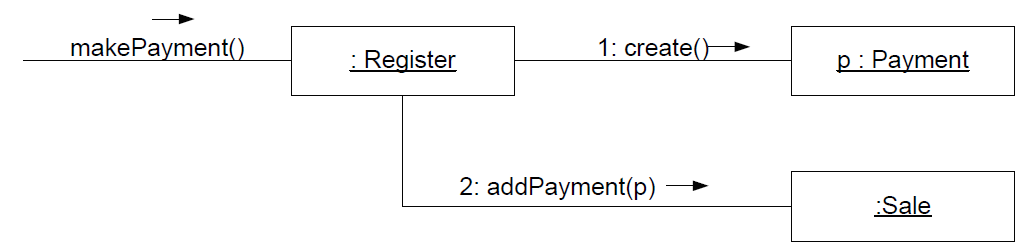 makePayment()
: Register
1: create()
p : Payment
2: addPayment(p)
:Sale